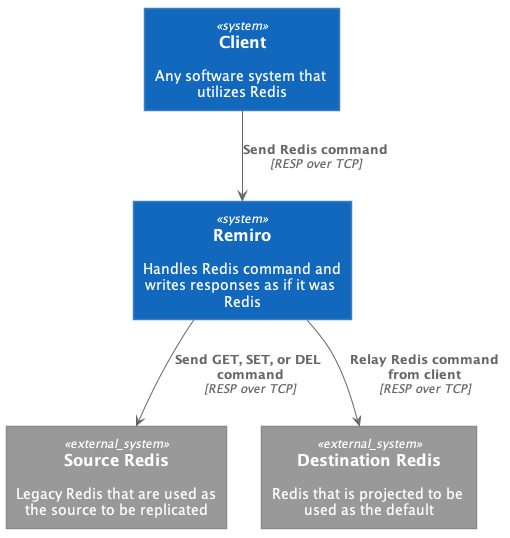 «system»
Client
Any software system that
utilizes Redis
Send Redis command
[RESP over TCP]
«system»
Remiro
Handles Redis command and
writes responses as if it was
Redis
Send GET, SET, or DEL
command
[RESP over TCP]
Relay Redis command
from client
[RESP over TCP]
«external_system»
Source Redis
Legacy Redis that are used as
the source to be replicated
«external_system»
Destination Redis
Redis that is projected to be
used as the default